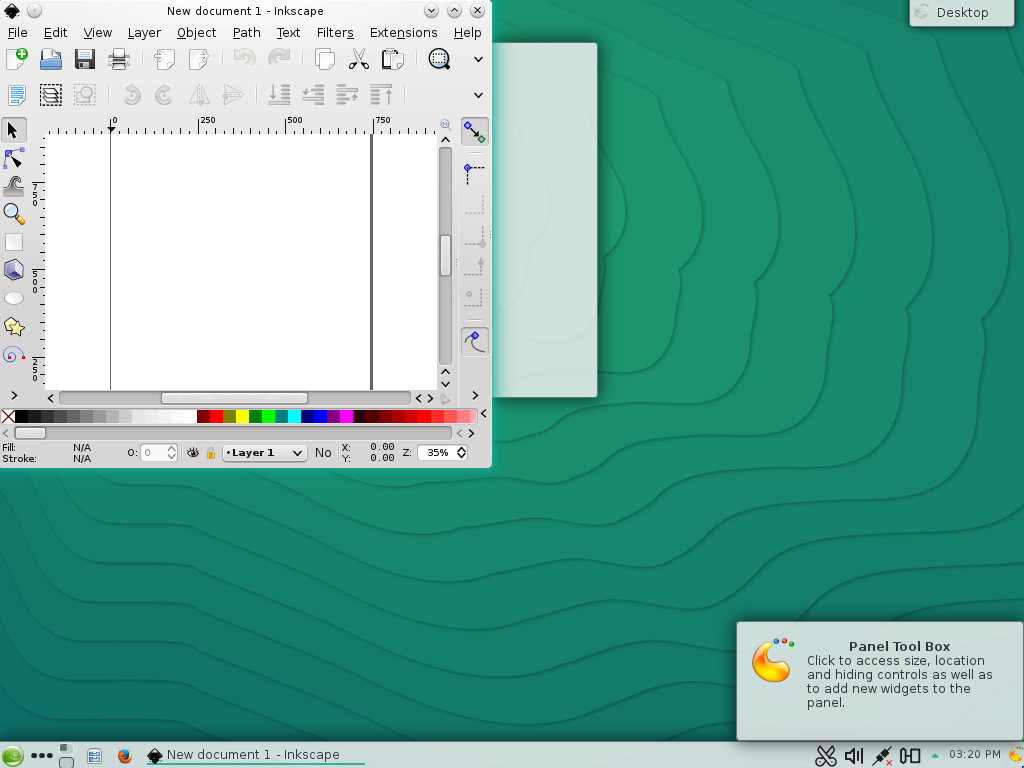 New document 1 - Inkscape
Desktop
File Edit View Layer Object Path Text Filters Extensions Help
0 250 500 750
750
500
250
Fill: N/A
Stroke: N/A
O: 0
•Layer 1
No
X: 0.00
Y: 0.00
Z: 35%
Panel Tool Box
Click to access size, location
and hiding controls as well as
to add new widgets to the
panel.
New document 1 - Inkscape
03:20 PM